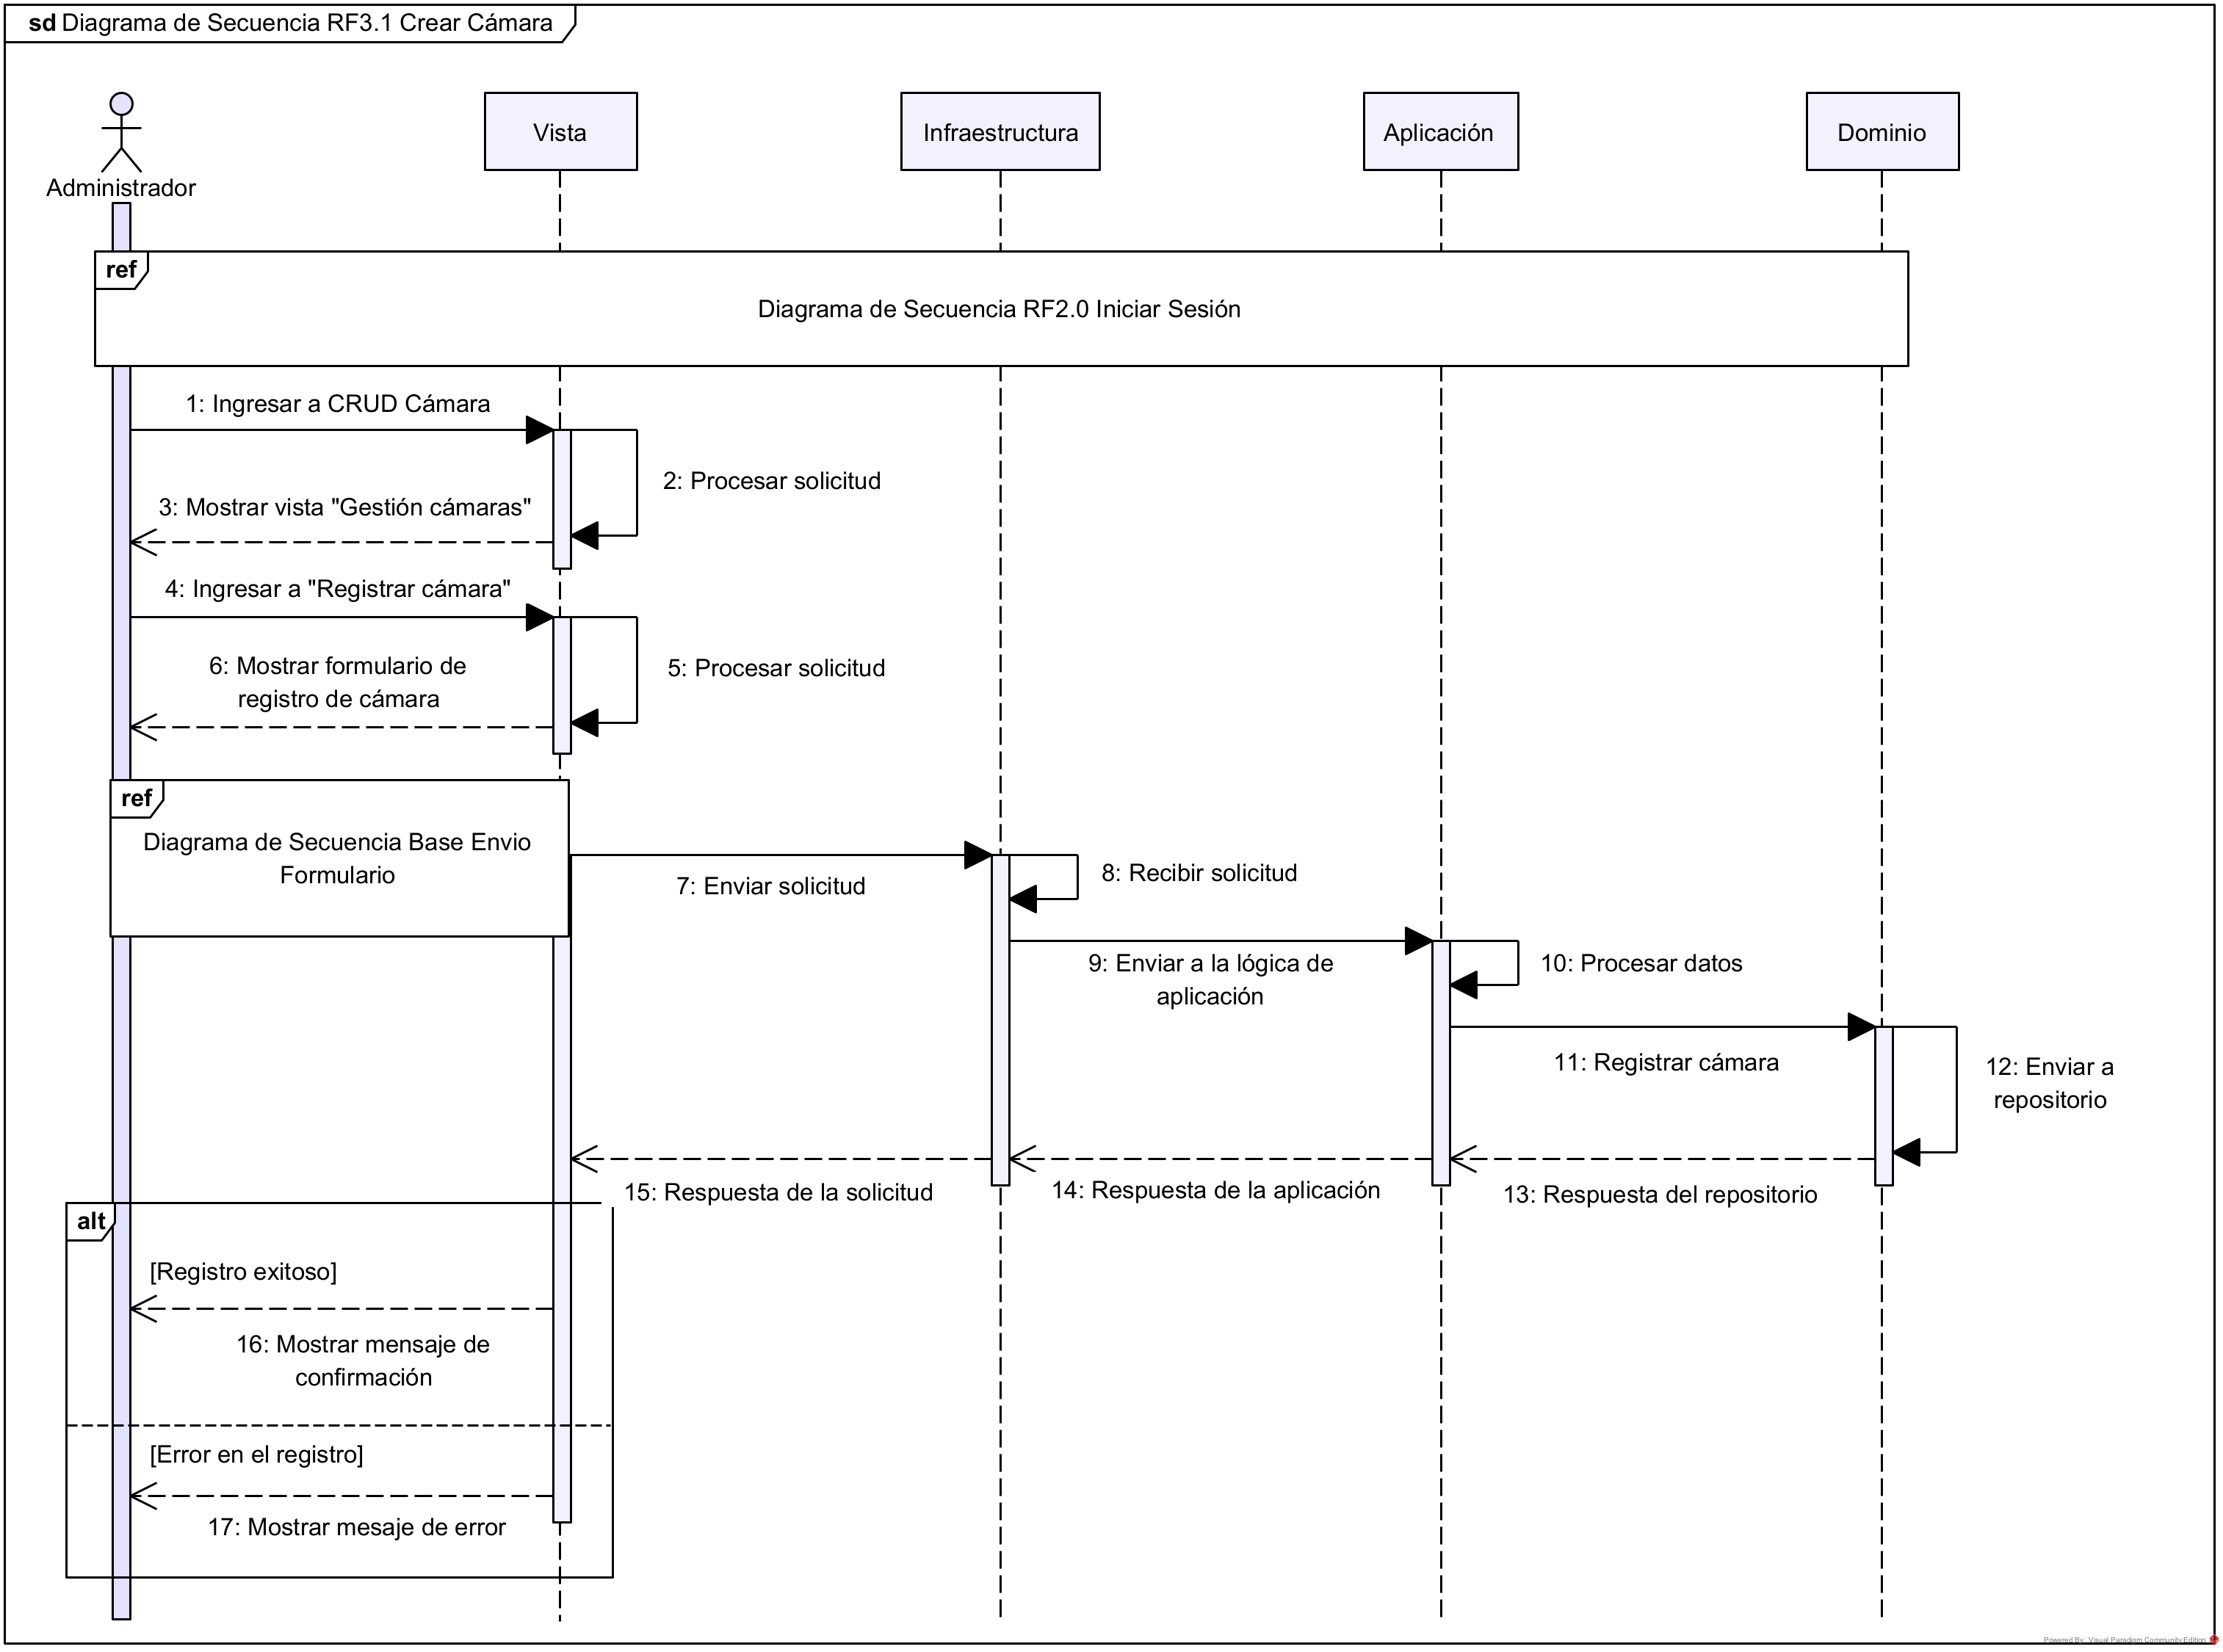 sd Diagrama de Secuencia RF3.1 Crear Cámara
Administrador
Vista
Infraestructura
Aplicación
Dominio
ref
Diagrama de Secuencia RF2.0 Iniciar Sesión
1: Ingresar a CRUD Cámara
2: Procesar solicitud
3: Mostrar vista "Gestión cámaras"
4: Ingresar a "Registrar cámara"
5: Procesar solicitud
6: Mostrar formulario de
registro de cámara
ref
Diagrama de Secuencia Base Envio
Formulario
7: Enviar solicitud
8: Recibir solicitud
9: Enviar a la lógica de
aplicación
10: Procesar datos
11: Registrar cámara
12: Enviar a
repositorio
13: Respuesta del repositorio
14: Respuesta de la aplicación
15: Respuesta de la solicitud
alt
[Registro exitoso]
16: Mostrar mensaje de
confirmación
[Error en el registro]
17: Mostrar mesaje de error
Powered By: Visual Paradigm Community Edition